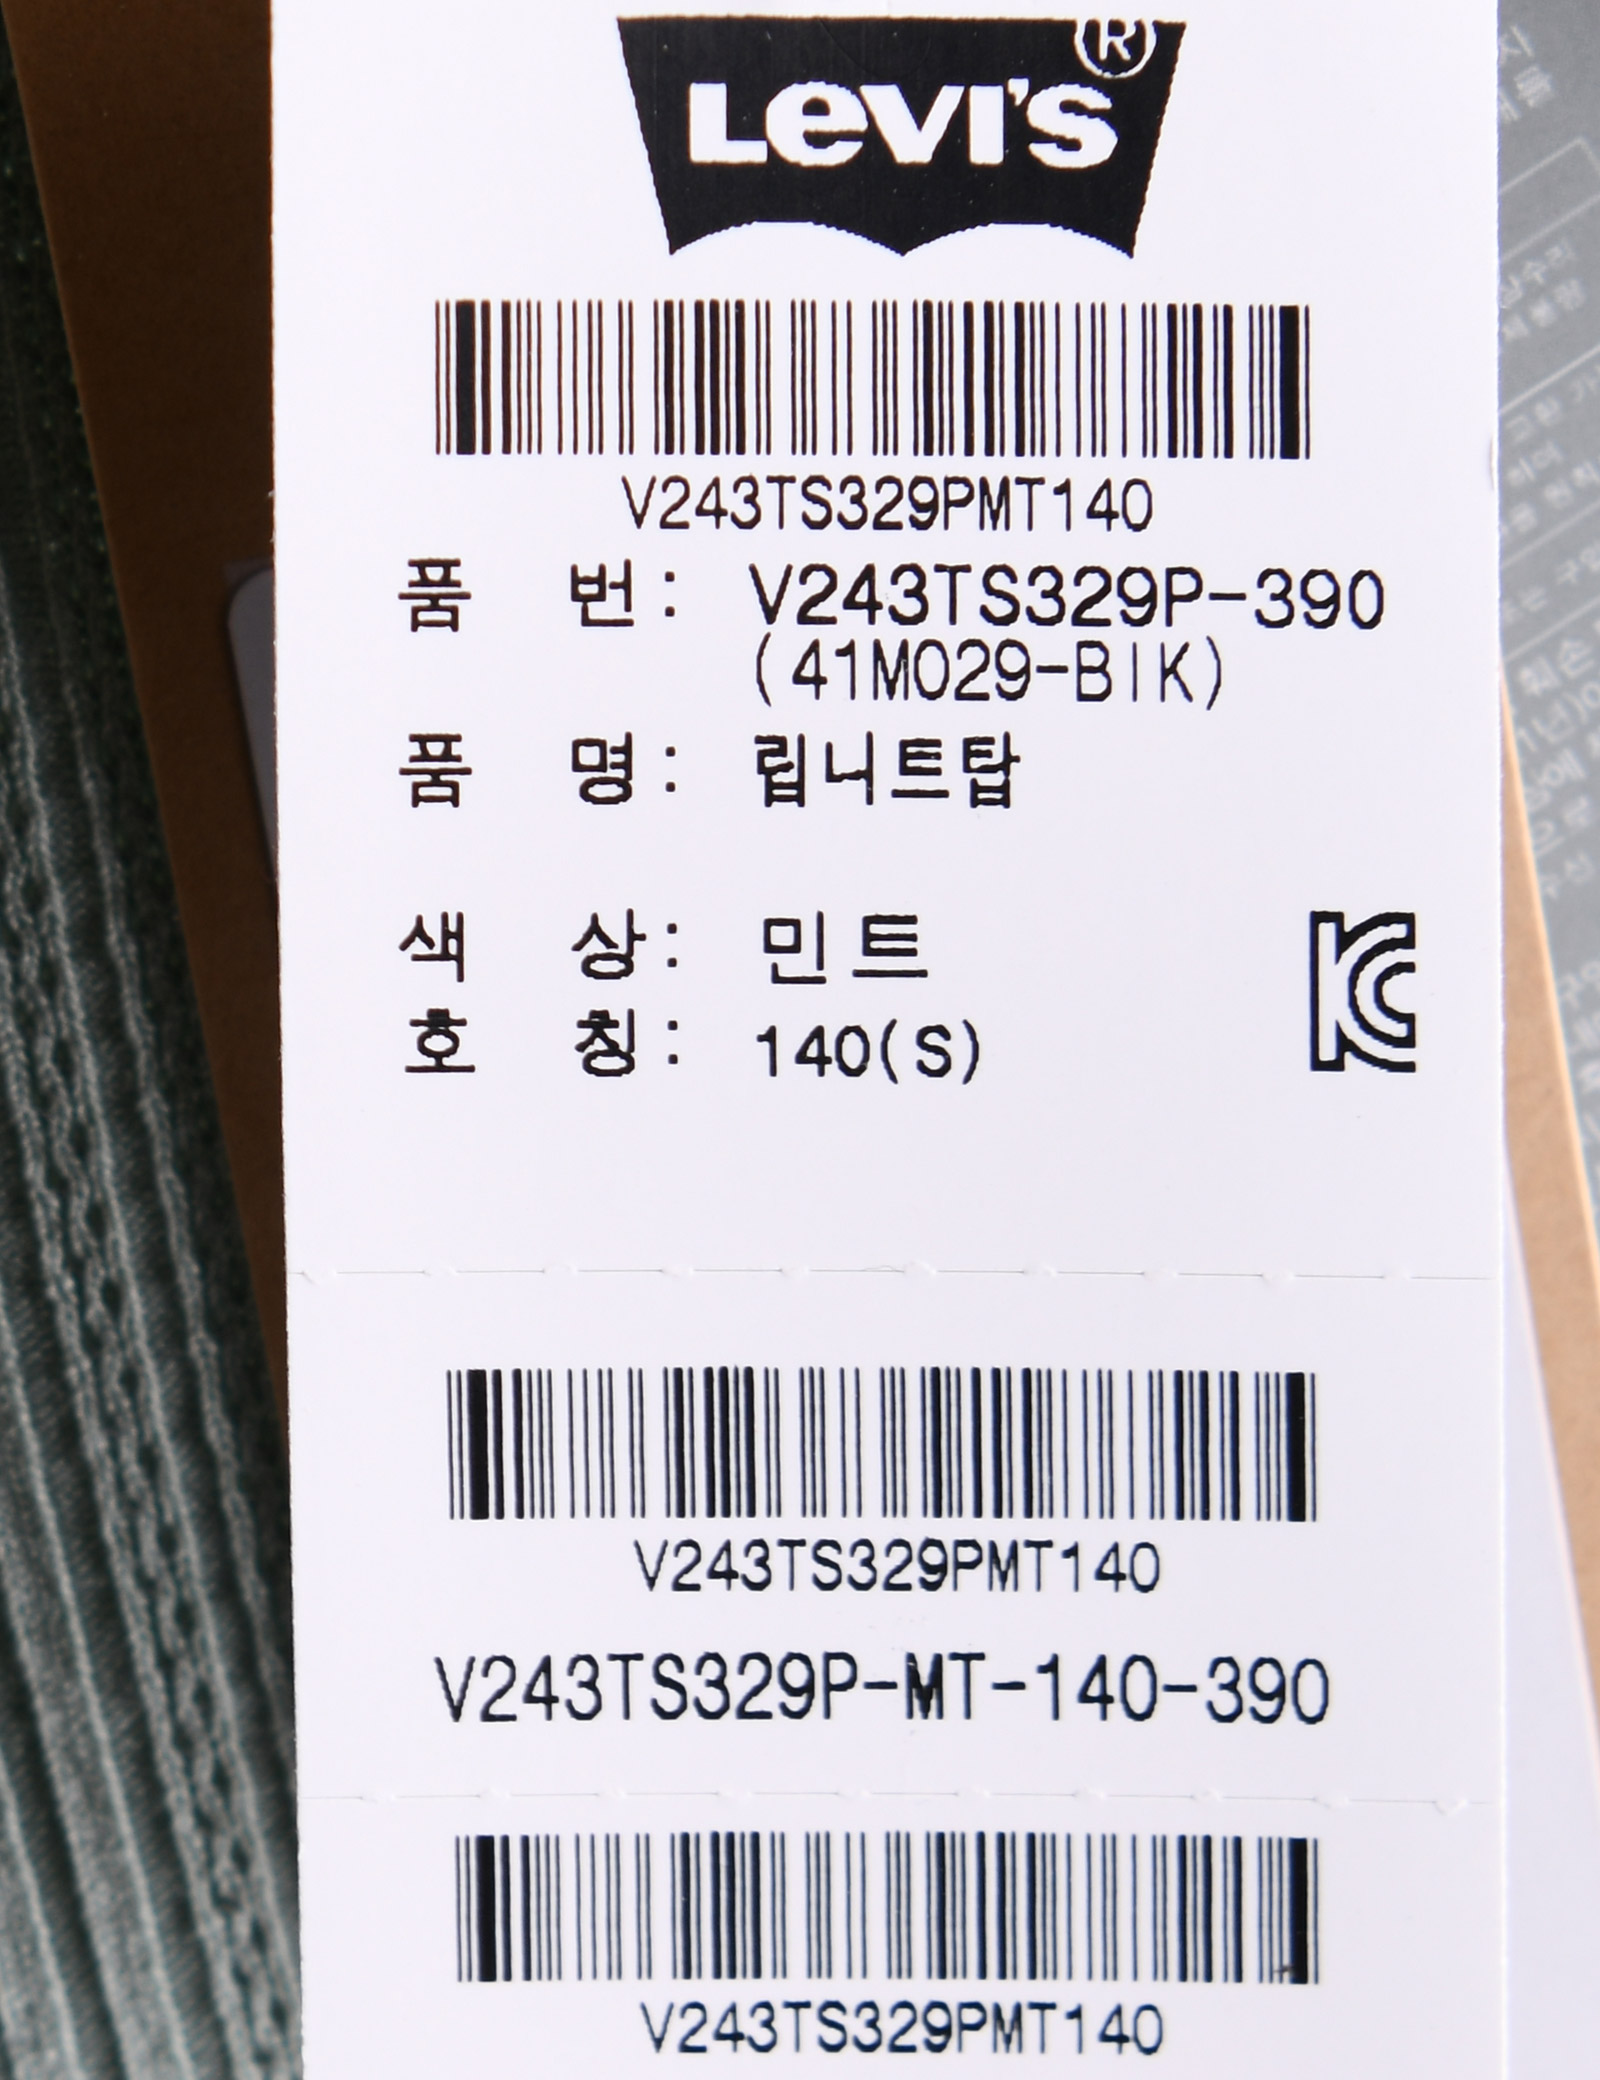 LEVI'S®
V243TS329PMT140
품 번: V243TS329P-390
(41M029-BIK)
품 명: 립니트탑
색 상: 민트
호 칭: 140(S)
KC
V243TS329PMT140
V243TS329P-MT-140-390
V243TS329PMT140